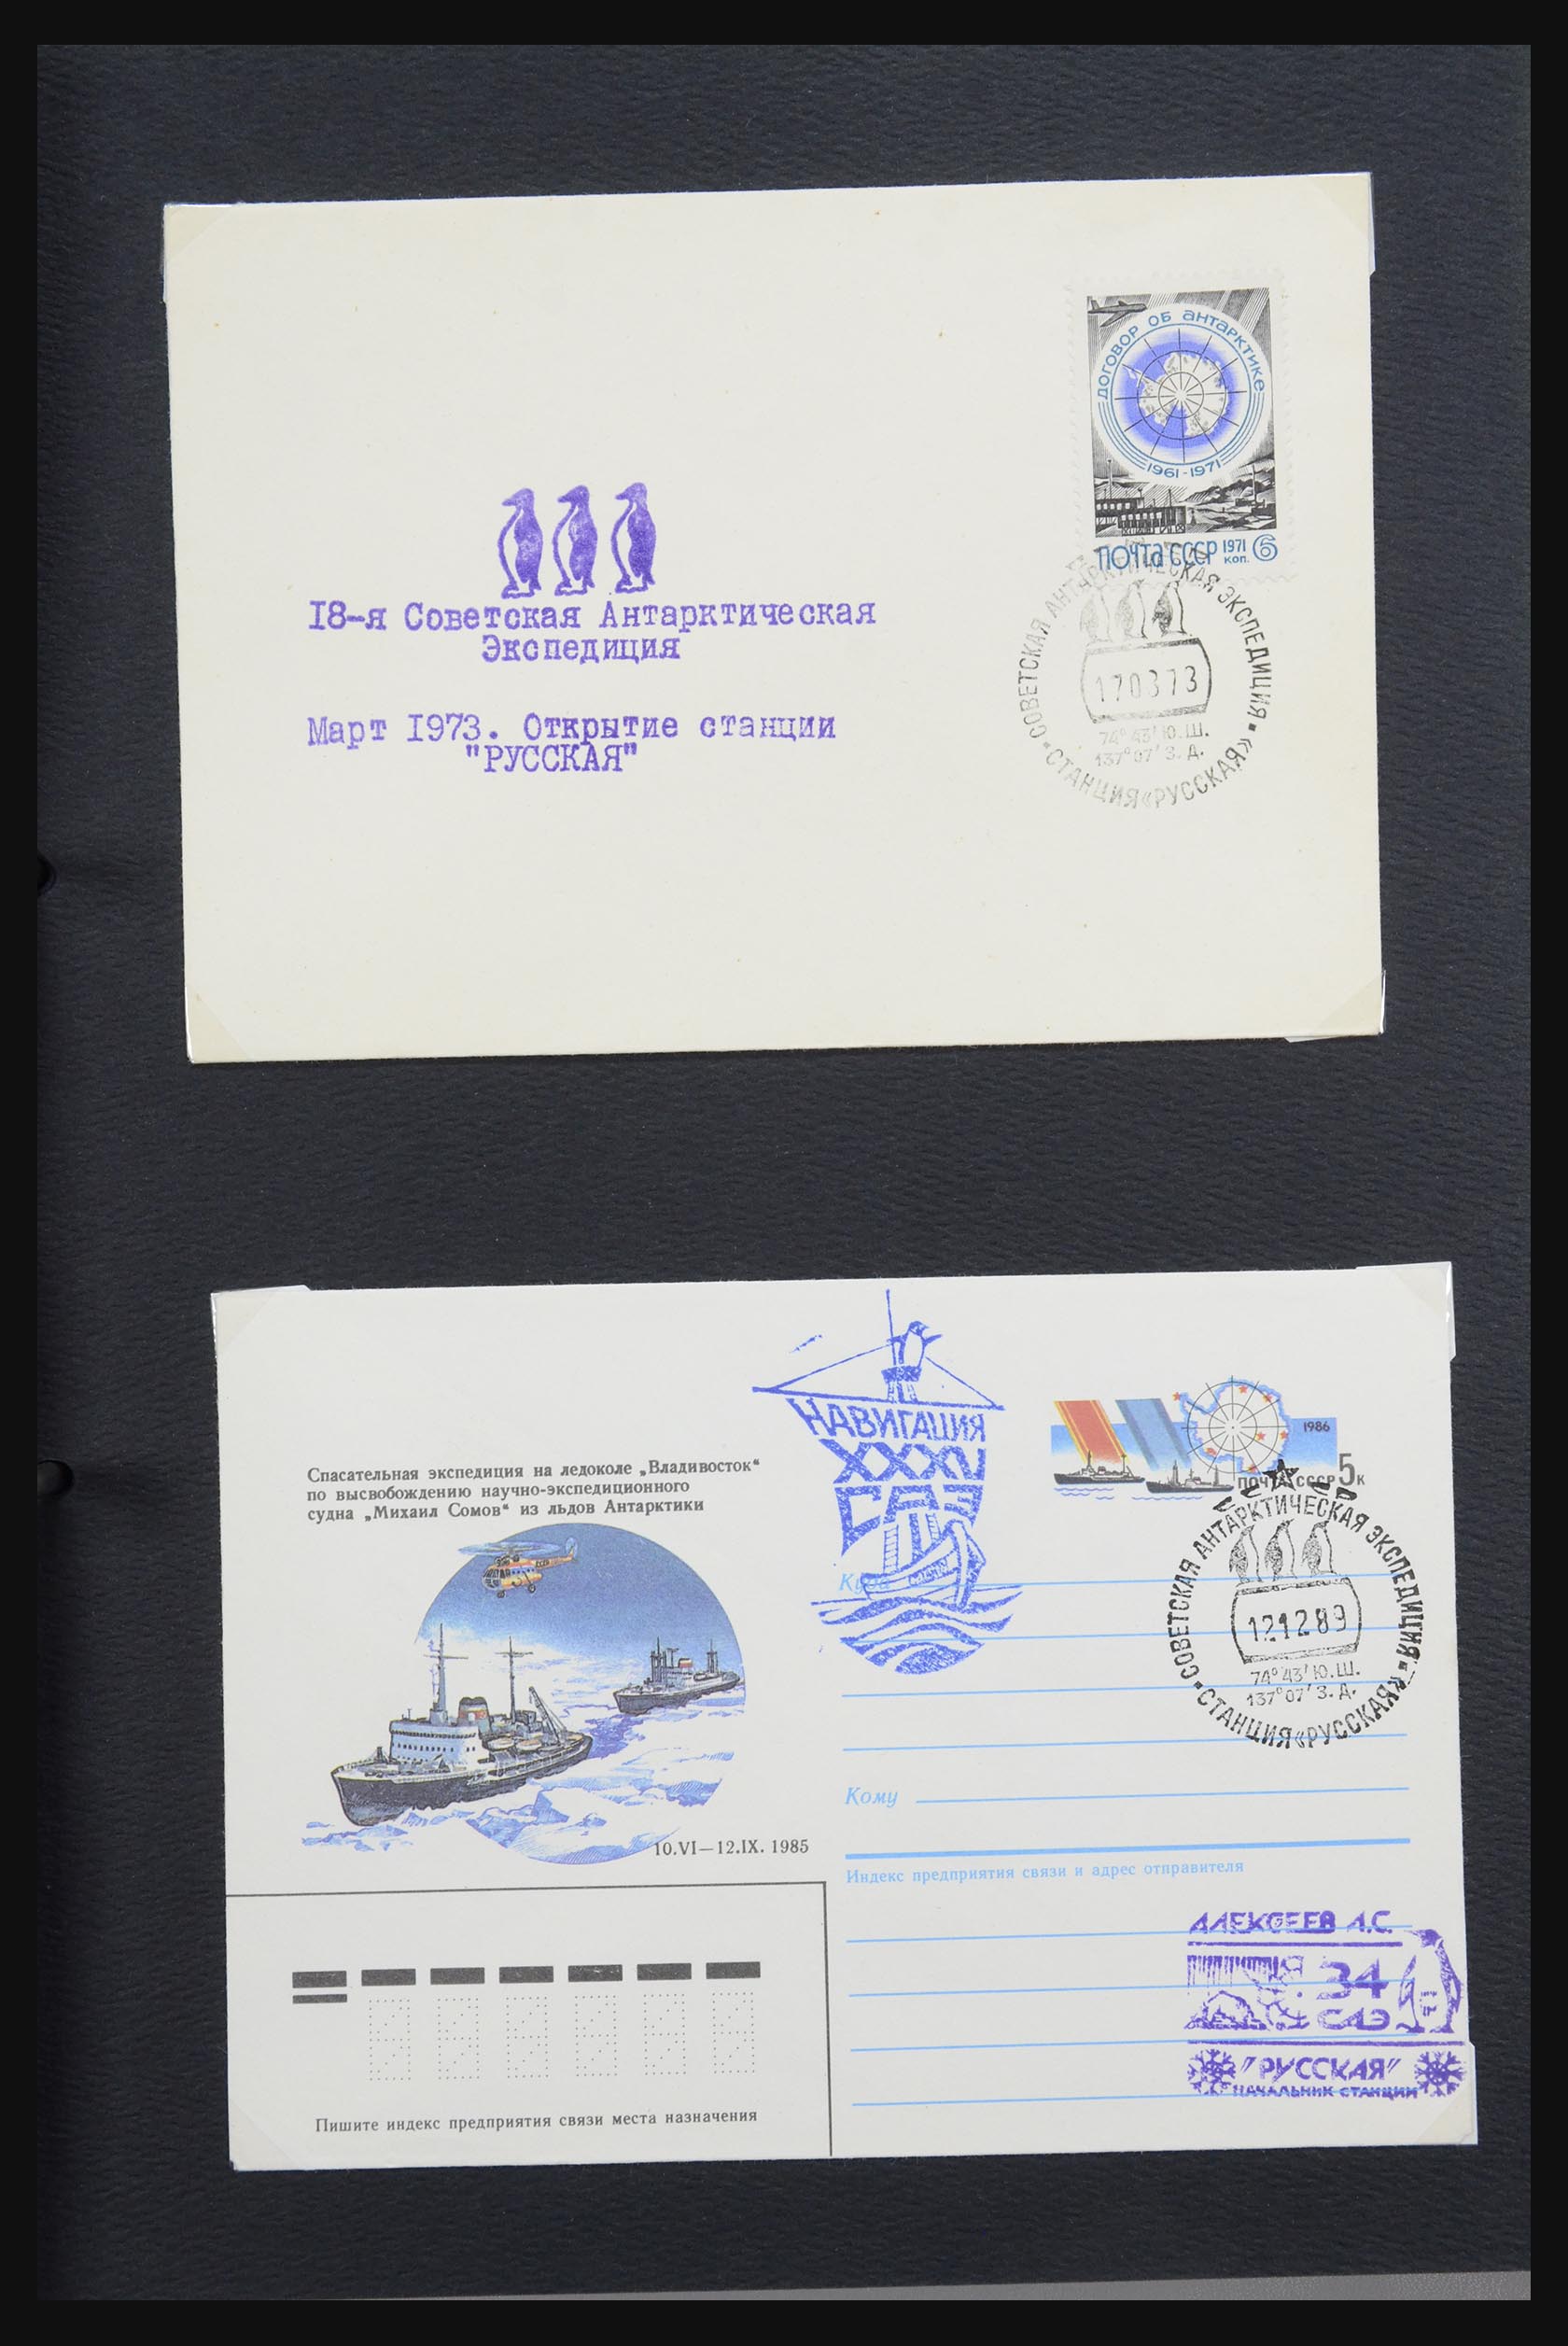 ДОГОВОР ОБ АНТАРКТИКЕ
1961-1971
ПОЧТА СССР 1971 КОП. 6
18-я Советская Антарктическая
Экспедиция
Март 1973. Открытие станции
"РУССКАЯ"
СОВЕТСКАЯ АНТАРКТИЧЕСКАЯ ЭКСПЕДИЦИЯ
170373
74°43' Ю.Ш.
137°07' З.Д.
СТАНЦИЯ «РУССКАЯ»
НАВИГАЦИЯ
XXXV
САЭ
1986
5к
ПОЧТА СССР
Спасательная экспедиция на ледоколе „Владивосток“
по высвобождению научно-экспедиционного
судна „Михаил Сомов“ из льдов Антарктики
10.VI—12.IX. 1985
СОВЕТСКАЯ АНТАРКТИЧЕСКАЯ ЭКСПЕДИЦИЯ
121289
74°43' Ю.Ш.
137°07' З.Д.
СТАНЦИЯ «РУССКАЯ»
Куда
Кому
Индекс предприятия связи и адрес отправителя
АЛЕКСЕЕВ А.С.
34
САЭ
"РУССКАЯ"
НАЧАЛЬНИК СТАНЦИИ
Пишите индекс предприятия связи места назначения